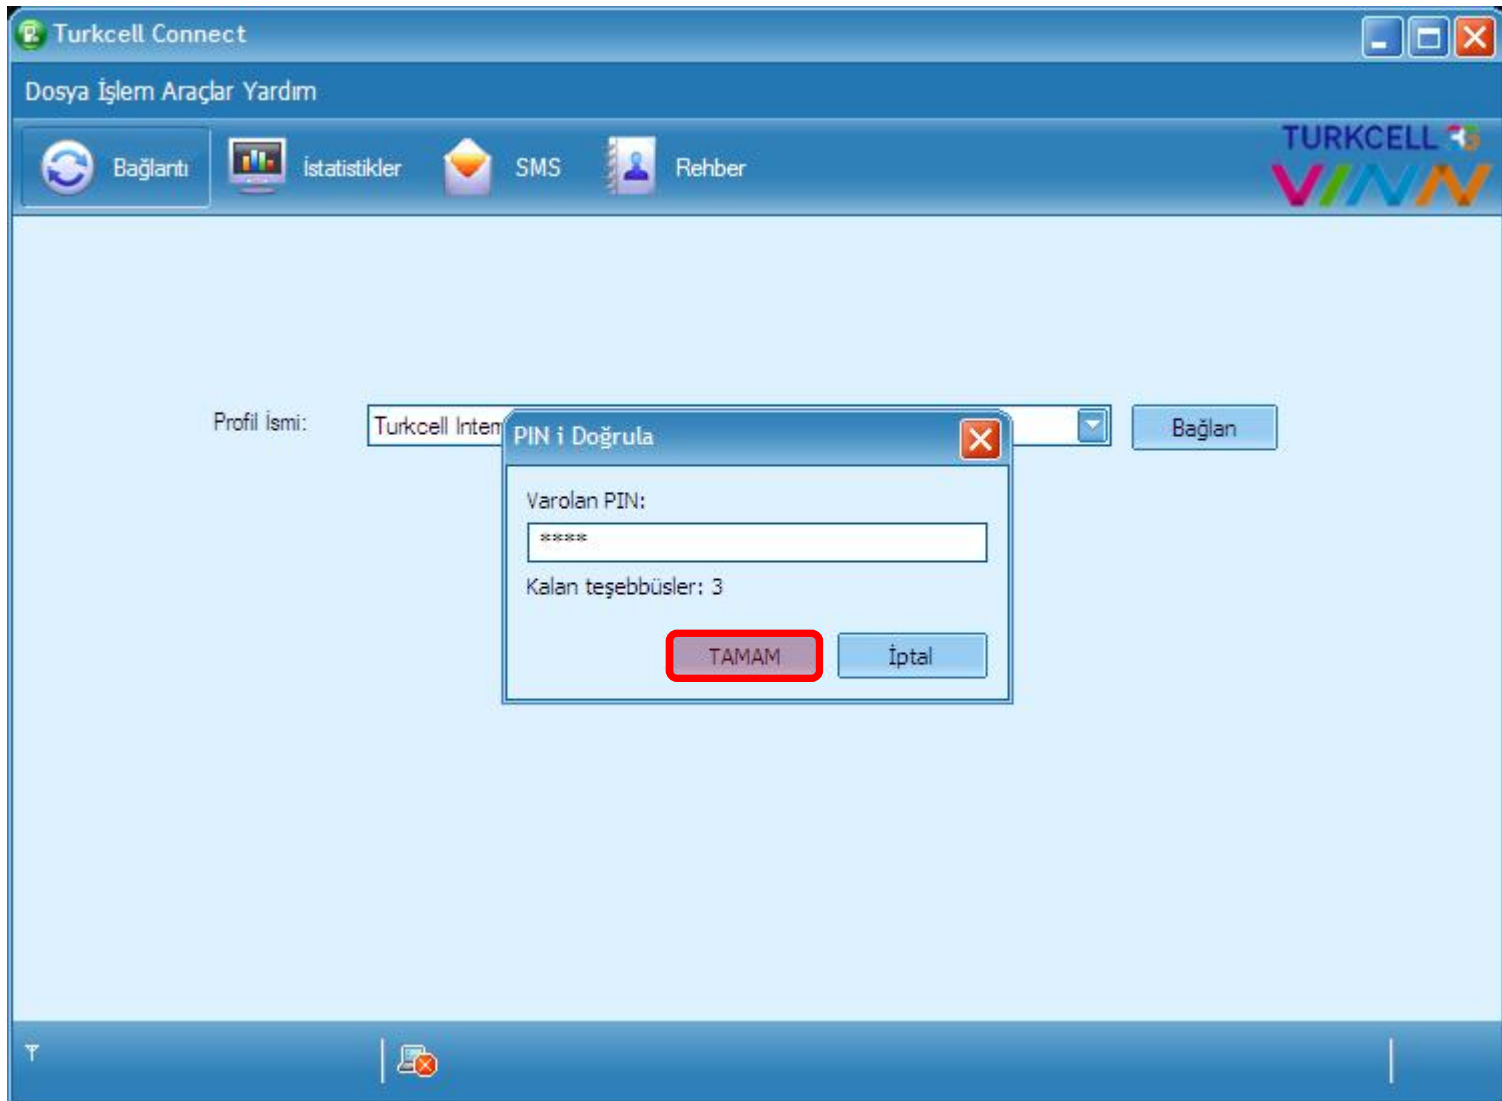 Turkcell Connect
Dosya İşlem Araçlar Yardım
Bağlantı İstatistikler SMS Rehber
TURKCELL 3G
VINN
Profil İsmi: Turkcell Intern Bağlan
PIN i Doğrula
Varolan PIN:
****
Kalan teşebbüsler: 3
TAMAM İptal